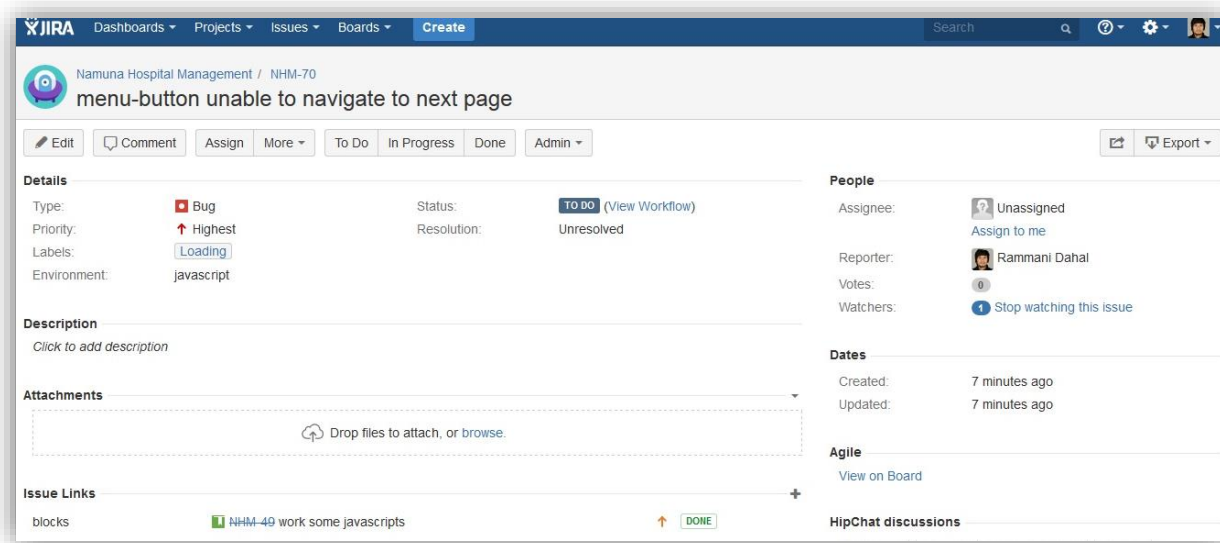 JIRA Dashboards Projects Issues Boards Create Search
Namuna Hospital Management / NHM-70
menu-button unable to navigate to next page
Edit Comment Assign More To Do In Progress Done Admin Export
Details
Type: Bug Status: TO DO (View Workflow)
Priority: Highest Resolution: Unresolved
Labels: Loading
Environment: javascript
Description
Click to add description
Attachments
Drop files to attach, or browse.
Issue Links
blocks NHM-49 work some javascripts DONE
People
Assignee: Unassigned
Assign to me
Reporter: Rammani Dahal
Votes: 0
Watchers: 1 Stop watching this issue
Dates
Created: 7 minutes ago
Updated: 7 minutes ago
Agile
View on Board
HipChat discussions